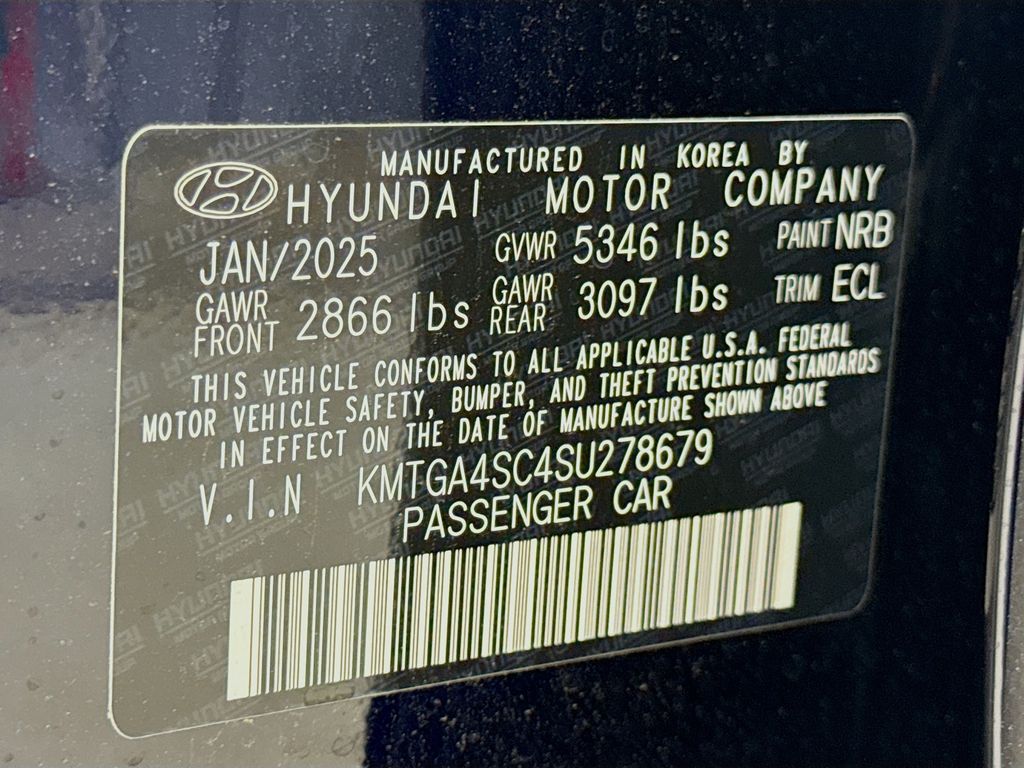 MANUFACTURED IN KOREA BY
HYUNDAI MOTOR COMPANY
JAN/2025 GVWR 5346 lbs PAINT NRB
GAWR FRONT 2866 lbs GAWR REAR 3097 lbs TRIM ECL
THIS VEHICLE CONFORMS TO ALL APPLICABLE U.S.A. FEDERAL
MOTOR VEHICLE SAFETY, BUMPER, AND THEFT PREVENTION STANDARDS
IN EFFECT ON THE DATE OF MANUFACTURE SHOWN ABOVE
V.I.N KMTGA4SC4SU278679
PASSENGER CAR